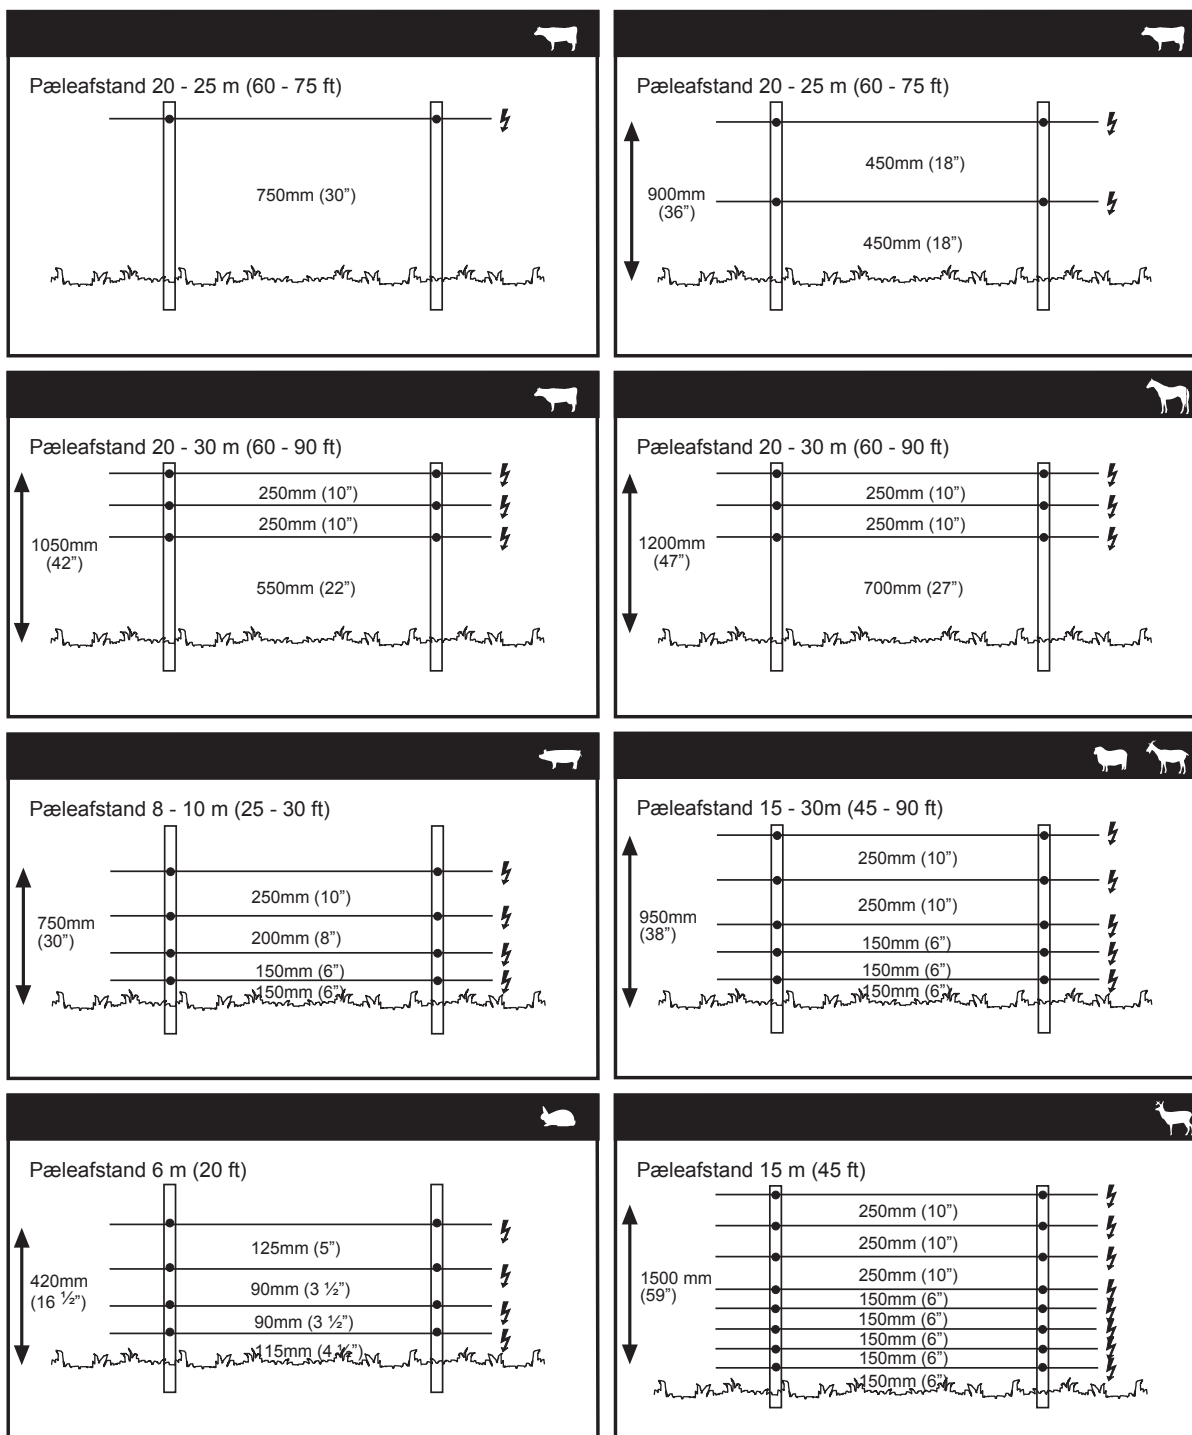 Pæleafstand 20 - 25 m (60 - 75 ft)
750mm (30”)
Pæleafstand 20 - 25 m (60 - 75 ft)
450mm (18”)
900mm
(36”)
450mm (18”)
Pæleafstand 20 - 30 m (60 - 90 ft)
250mm (10”)
250mm (10”)
1050mm
(42”)
550mm (22”)
Pæleafstand 20 - 30 m (60 - 90 ft)
250mm (10”)
250mm (10”)
1200mm
(47”)
700mm (27”)
Pæleafstand 8 - 10 m (25 - 30 ft)
250mm (10”)
750mm
(30”)
200mm (8”)
150mm (6”)
150mm (6”)
Pæleafstand 15 - 30m (45 - 90 ft)
250mm (10”)
250mm (10”)
950mm
(38”)
150mm (6”)
150mm (6”)
150mm (6”)
Pæleafstand 6 m (20 ft)
125mm (5”)
420mm
(16 ½”)
90mm (3 ½”)
90mm (3 ½”)
115mm (4 ½”)
Pæleafstand 15 m (45 ft)
250mm (10”)
250mm (10”)
250mm (10”)
1500 mm
(59”)
150mm (6”)
150mm (6”)
150mm (6”)
150mm (6”)
150mm (6”)